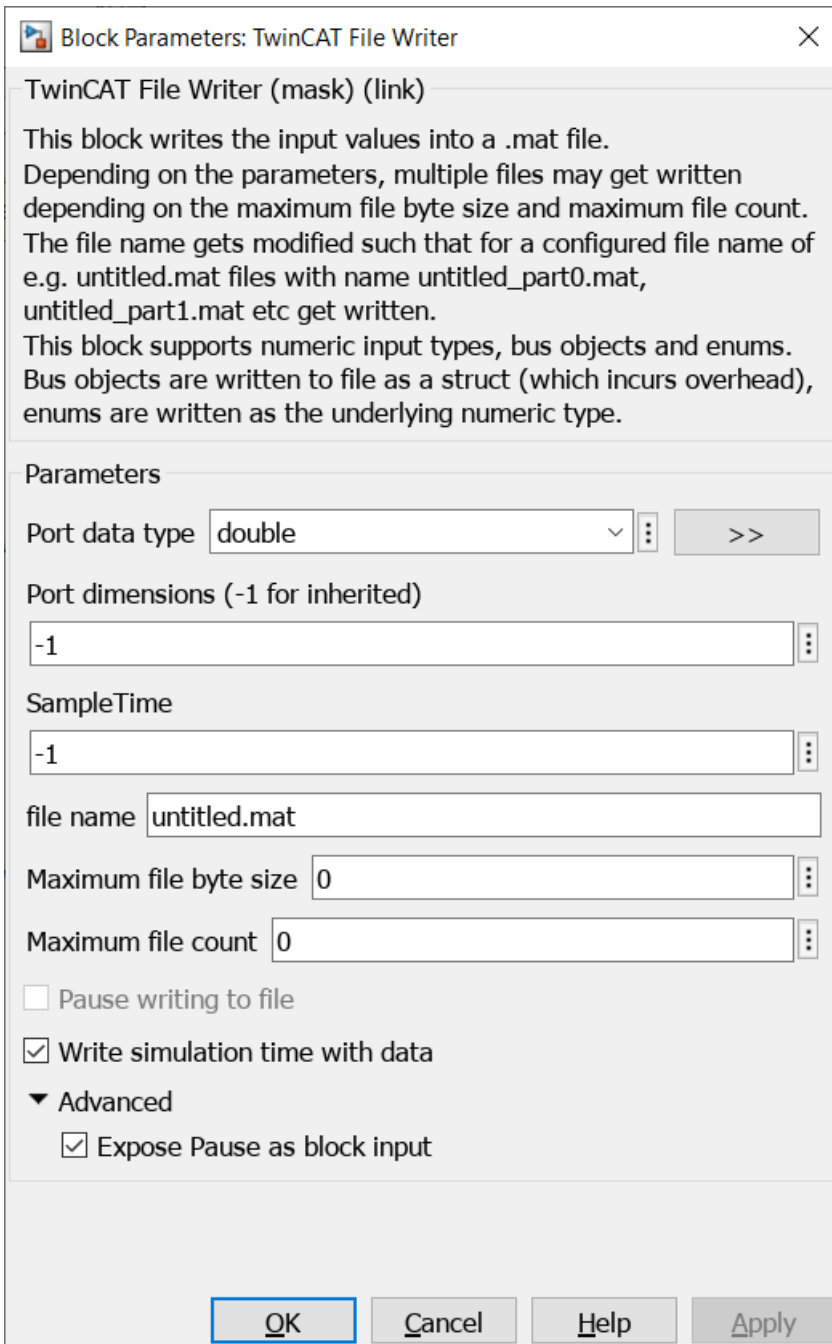 Block Parameters: TwinCAT File Writer
TwinCAT File Writer (mask) (link)
This block writes the input values into a .mat file.
Depending on the parameters, multiple files may get written
depending on the maximum file byte size and maximum file count.
The file name gets modified such that for a configured file name of
e.g. untitled.mat files with name untitled_part0.mat,
untitled_part1.mat etc get written.
This block supports numeric input types, bus objects and enums.
Bus objects are written to file as a struct (which incurs overhead),
enums are written as the underlying numeric type.
Parameters
Port data type double >>
Port dimensions (-1 for inherited)
-1
SampleTime
-1
file name untitled.mat
Maximum file byte size 0
Maximum file count 0
Pause writing to file
Write simulation time with data
Advanced
Expose Pause as block input
OK Cancel Help Apply